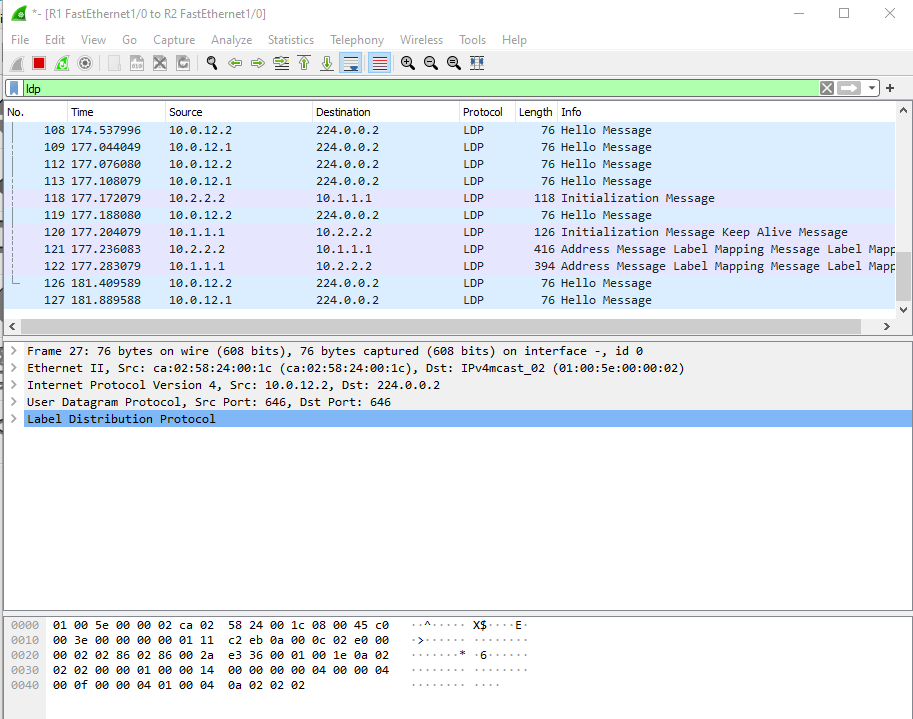 *- [R1 FastEthernet1/0 to R2 FastEthernet1/0]
File Edit View Go Capture Analyze Statistics Telephony Wireless Tools Help
ldp
No. Time Source Destination Protocol Length Info
108 174.537996 10.0.12.2 224.0.0.2 LDP 76 Hello Message
109 177.044049 10.0.12.1 224.0.0.2 LDP 76 Hello Message
112 177.076080 10.0.12.2 224.0.0.2 LDP 76 Hello Message
113 177.108079 10.0.12.1 224.0.0.2 LDP 76 Hello Message
118 177.172079 10.2.2.2 10.1.1.1 LDP 118 Initialization Message
119 177.188080 10.0.12.2 224.0.0.2 LDP 76 Hello Message
120 177.204079 10.1.1.1 10.2.2.2 LDP 126 Initialization Message Keep Alive Message
121 177.236083 10.2.2.2 10.1.1.1 LDP 416 Address Message Label Mapping Message Label Mapp
122 177.283079 10.1.1.1 10.2.2.2 LDP 394 Address Message Label Mapping Message Label Mapp
126 181.409589 10.0.12.2 224.0.0.2 LDP 76 Hello Message
127 181.889588 10.0.12.1 224.0.0.2 LDP 76 Hello Message
Frame 27: 76 bytes on wire (608 bits), 76 bytes captured (608 bits) on interface -, id 0
Ethernet II, Src: ca:02:58:24:00:1c (ca:02:58:24:00:1c), Dst: IPv4mcast_02 (01:00:5e:00:00:02)
Internet Protocol Version 4, Src: 10.0.12.2, Dst: 224.0.0.2
User Datagram Protocol, Src Port: 646, Dst Port: 646
Label Distribution Protocol
0000 01 00 5e 00 00 02 ca 02 58 24 00 1c 08 00 45 c0 ··^····· X$····E·
0010 00 3e 00 00 00 00 01 11 c2 eb 0a 00 0c 02 e0 00 ·>······ ········
0020 00 02 02 86 02 86 00 2a e3 36 00 01 00 1e 0a 02 ·······* ·6······
0030 02 02 00 00 01 00 00 14 00 00 00 00 04 00 00 04 ········ ········
0040 00 0f 00 00 04 01 00 04 0a 02 02 02 ········ ····